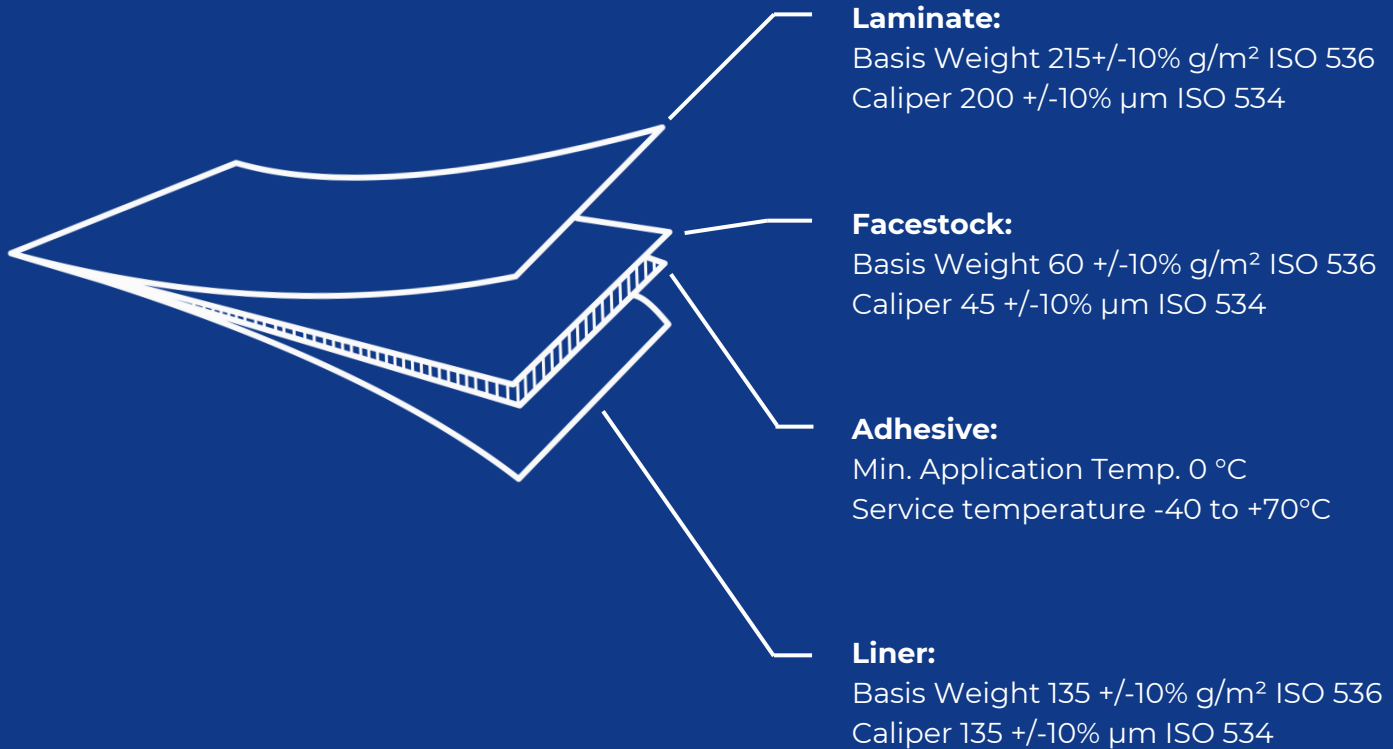 Laminate:
Basis Weight 215+/-10% g/m² ISO 536
Caliper 200 +/-10% µm ISO 534
Facestock:
Basis Weight 60 +/-10% g/m² ISO 536
Caliper 45 +/-10% µm ISO 534
Adhesive:
Min. Application Temp. 0 °C
Service temperature -40 to +70°C
Liner:
Basis Weight 135 +/-10% g/m² ISO 536
Caliper 135 +/-10% µm ISO 534